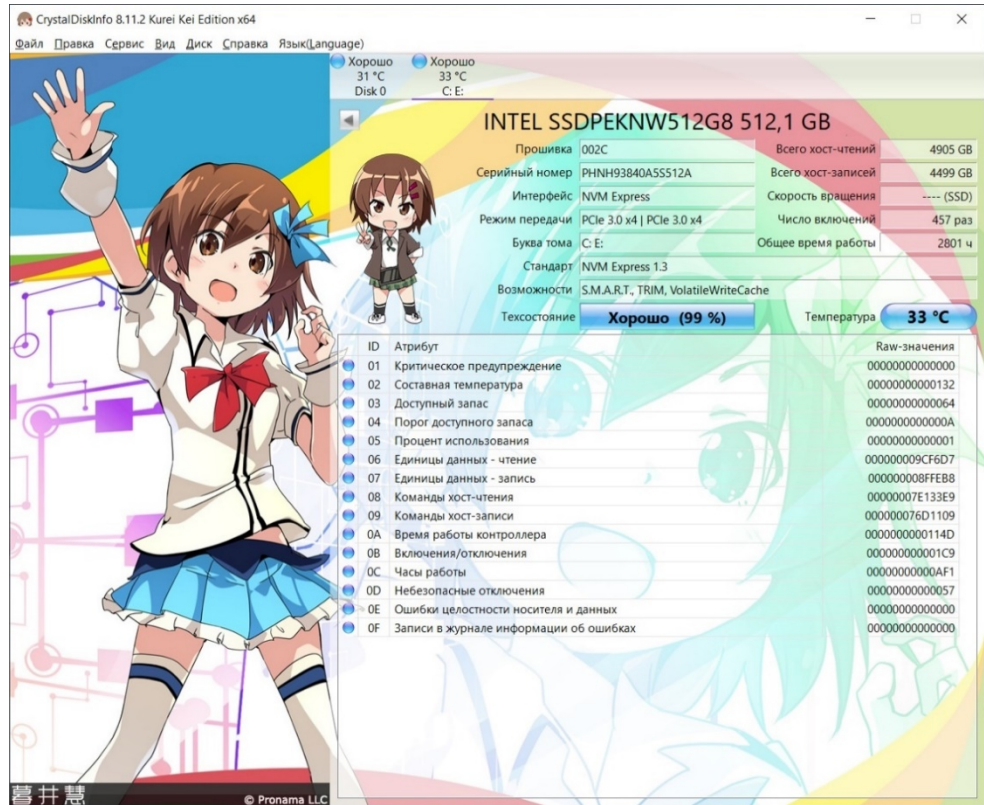 CrystalDiskInfo 8.11.2 Kurei Kei Edition x64
Файл Правка Сервис Вид Диск Справка Язык(Language)
Хорошо Хорошо
31 °C 33 °C
Disk 0 C: E:
INTEL SSDPEKNW512G8 512,1 GB
Прошивка 002C Всего хост-чтений 4905 GB
Серийный номер PHNH93840A5S512A Всего хост-записей 4499 GB
Интерфейс NVM Express Скорость вращения ---- (SSD)
Режим передачи PCIe 3.0 x4 | PCIe 3.0 x4 Число включений 457 раз
Буква тома C: E: Общее время работы 2801 ч
Стандарт NVM Express 1.3
Возможности S.M.A.R.T., TRIM, VolatileWriteCache
Техсостояние Хорошо (99 %) Температура 33 °C
ID Атрибут Raw-значения
01 Критическое предупреждение 00000000000000
02 Составная температура 00000000000132
03 Доступный запас 00000000000064
04 Порог доступного запаса 0000000000000A
05 Процент использования 00000000000001
06 Единицы данных - чтение 000000009CF6D7
07 Единицы данных - запись 000000008FFEB8
08 Команды хост-чтения 00000007E133E9
09 Команды хост-записи 000000076D1109
0A Время работы контроллера 0000000000114D
0B Включения/отключения 000000000001C9
0C Часы работы 00000000000AF1
0D Небезопасные отключения 00000000000057
0E Ошибки целостности носителя и данных 00000000000000
0F Записи в журнале информации об ошибках 00000000000000
暮井慧 © Pronama LLC